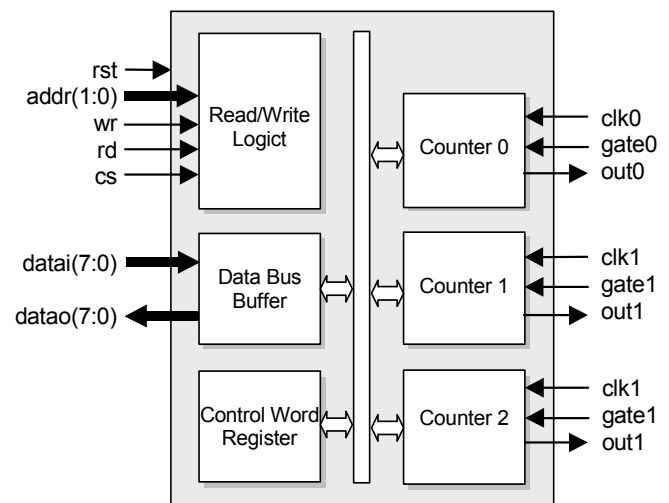 rst
addr(1:0)
wr
rd
cs
Read/Write
Logict
datai(7:0)
datao(7:0)
Data Bus
Buffer
Control Word
Register
Counter 0
clk0
gate0
out0
Counter 1
clk1
gate1
out1
Counter 2
clk1
gate1
out1